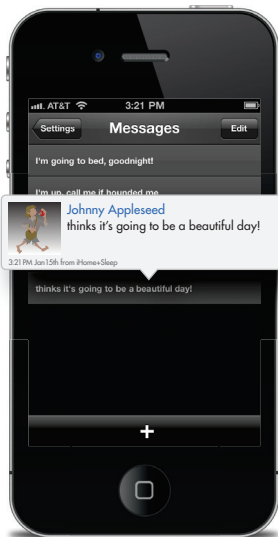 AT&T 3:21 PM
Settings Messages Edit
I'm going to bed, goodnight!
I'm up, call me if hounded me
Johnny Appleseed
thinks it's going to be a beautiful day!
3:21 PM Jan 15th from iHome+Sleep
thinks it's going to be a beautiful day!
+